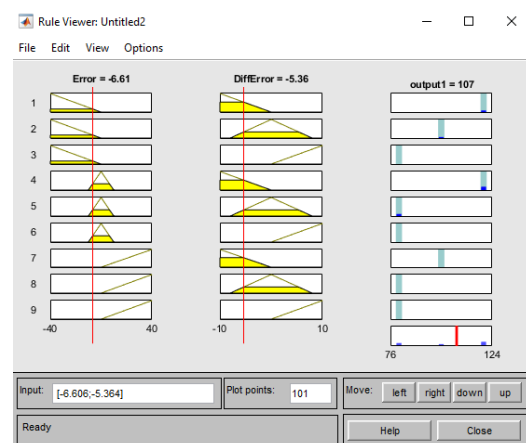 Rule Viewer: Untitled2
File Edit View Options
Error = -6.61 DiffError = -5.36 output1 = 107
1
2
3
4
5
6
7
8
9
-40 40 -10 10
76 124
Input: [-6.606;-5.364] Plot points: 101 Move: left right down up
Ready Help Close